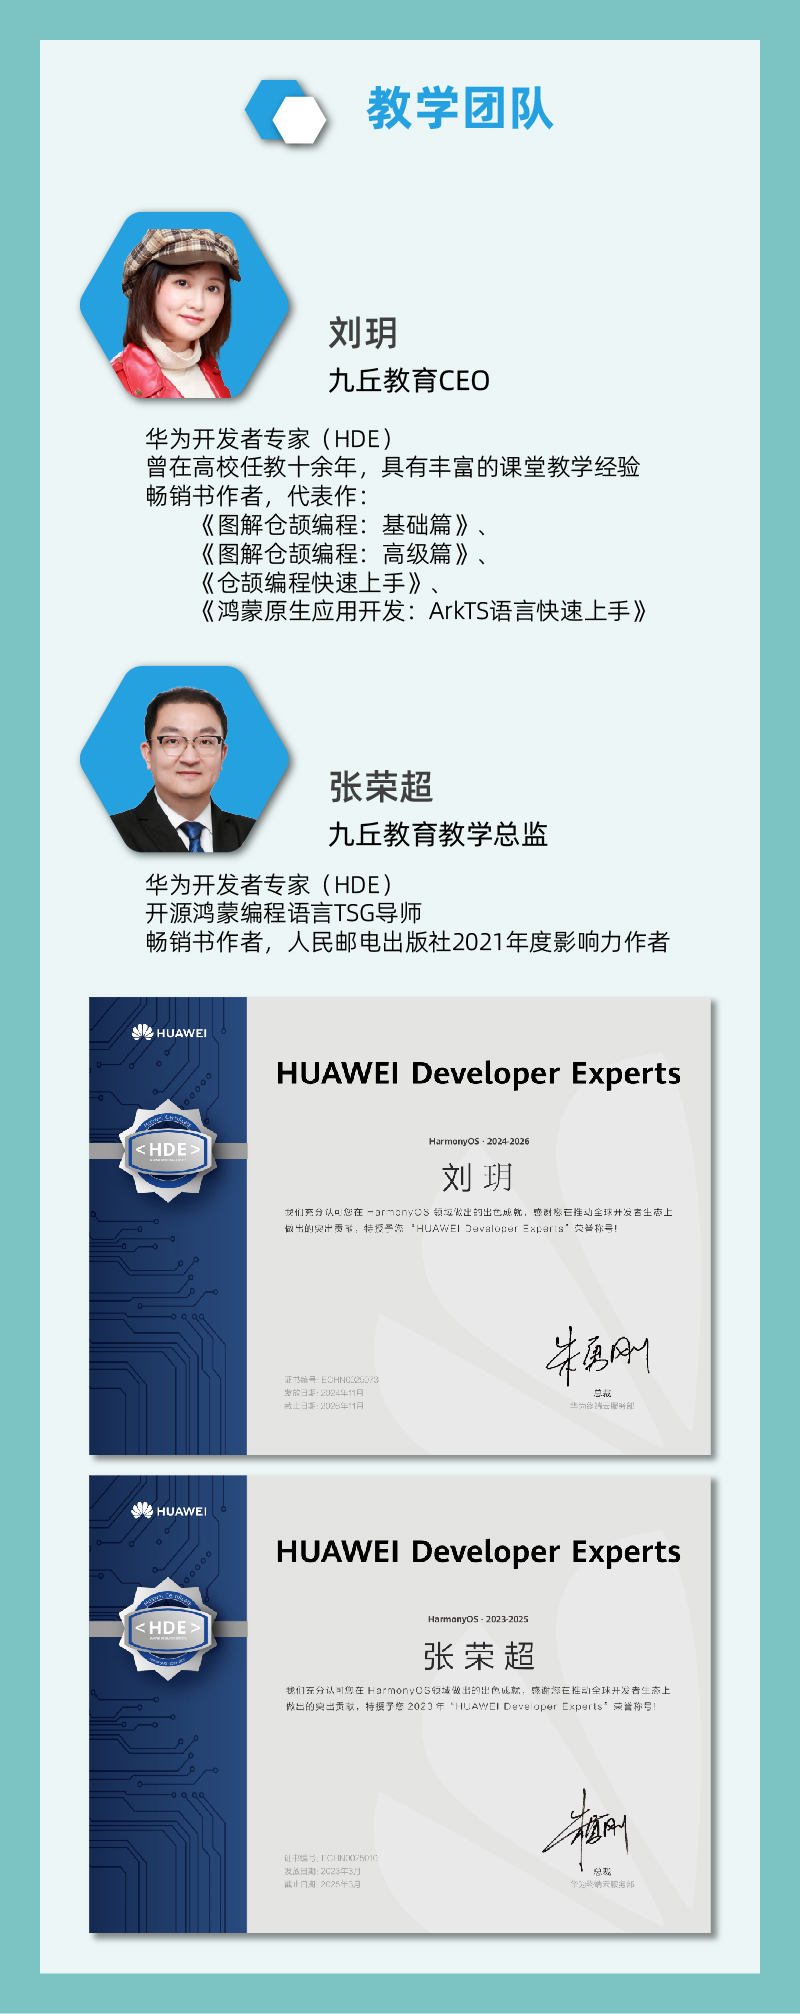 教学团队
刘玥
九丘教育CEO
华为开发者专家（HDE）
曾在高校任教十余年，具有丰富的课堂教学经验
畅销书作者，代表作：
《图解仓颉编程：基础篇》、
《图解仓颉编程：高级篇》、
《仓颉编程快速上手》、
《鸿蒙原生应用开发：ArkTS语言快速上手》
张荣超
九丘教育教学总监
华为开发者专家（HDE）
开源鸿蒙编程语言TSG导师
畅销书作者，人民邮电出版社2021年度影响力作者
HUAWEI
HUAWEI Developer Experts
<HDE>
HarmonyOS · 2024-2026
刘 玥
我们充分认可您在 HarmonyOS 领域做出的出色成就，感谢您在推动全球开发者生态上
做出的突出贡献，特授予您“HUAWEI Developer Experts”荣誉称号!
朱勇刚
发放日期: 2024年11月
截止日期: 2026年11月
总裁
华为终端云服务部
HUAWEI
HUAWEI Developer Experts
<HDE>
HarmonyOS · 2023-2025
张 荣 超
我们充分认可您在 HarmonyOS领域做出的出色成就，感谢您在推动全球开发者生态上
做出的突出贡献，特授予您 2023 年“HUAWEI Developer Experts”荣誉称号!
发放日期: 2023年3月
截止日期: 2025年3月
总裁
华为终端云服务部